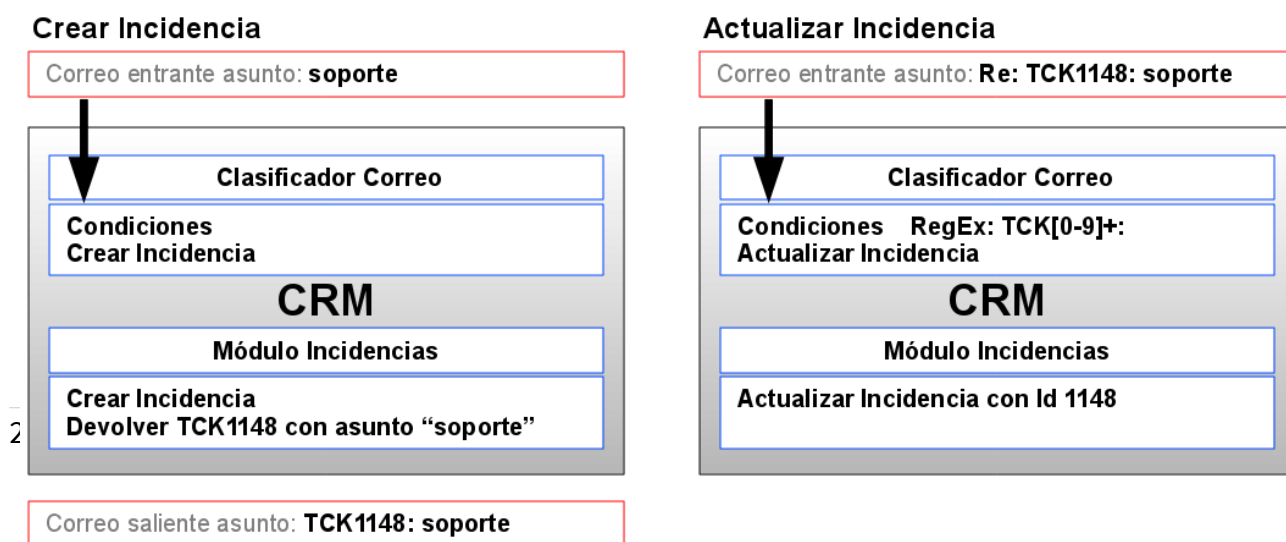 Crear Incidencia
Correo entrante asunto: soporte
Clasificador Correo
Condiciones
Crear Incidencia
CRM
Módulo Incidencias
Crear Incidencia
Devolver TCK1148 con asunto “soporte”
2
Correo saliente asunto: TCK1148: soporte
Actualizar Incidencia
Correo entrante asunto: Re: TCK1148: soporte
Clasificador Correo
Condiciones RegEx: TCK[0-9]+:
Actualizar Incidencia
CRM
Módulo Incidencias
Actualizar Incidencia con Id 1148